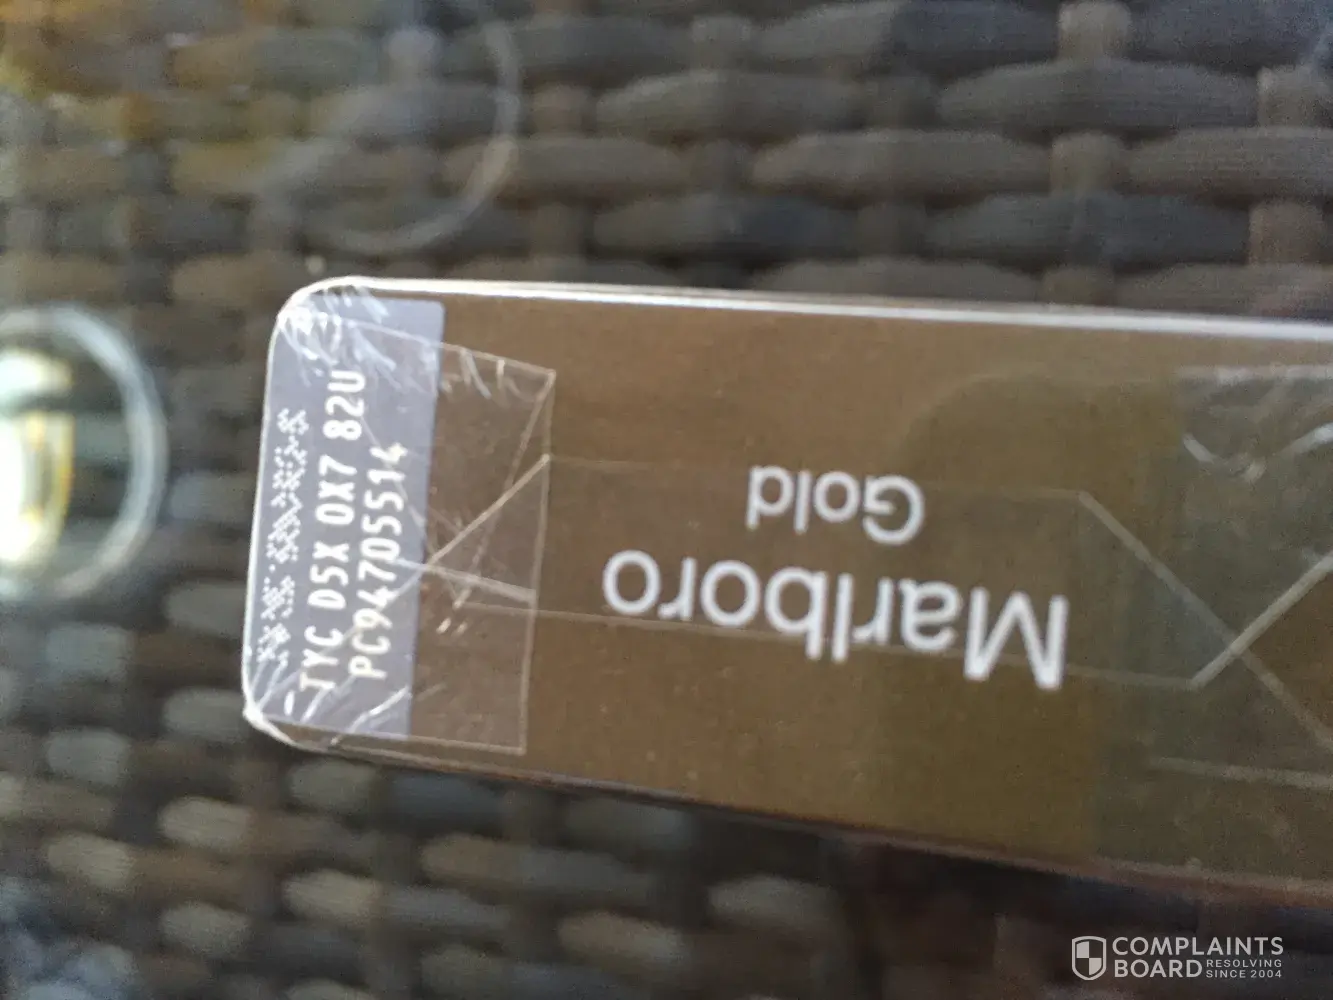 TYC D5X 0X7 82U
PC94705514
Marlboro
Gold
COMPLAINTS
BOARD RESOLVING
SINCE 2004